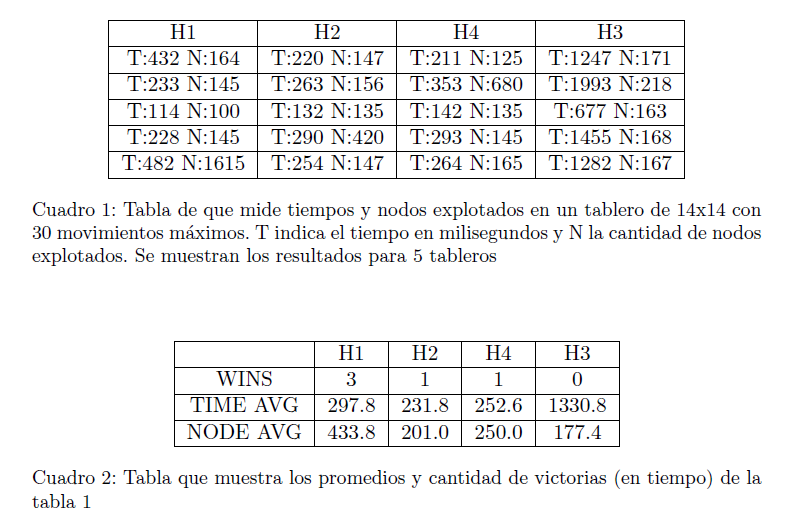 H1 H2 H4 H3
T:432 N:164 T:220 N:147 T:211 N:125 T:1247 N:171
T:233 N:145 T:263 N:156 T:353 N:680 T:1993 N:218
T:114 N:100 T:132 N:135 T:142 N:135 T:677 N:163
T:228 N:145 T:290 N:420 T:293 N:145 T:1455 N:168
T:482 N:1615 T:254 N:147 T:264 N:165 T:1282 N:167
Cuadro 1: Tabla de que mide tiempos y nodos explotados en un tablero de 14x14 con
30 movimientos máximos. T indica el tiempo en milisegundos y N la cantidad de nodos
explotados. Se muestran los resultados para 5 tableros
H1 H2 H4 H3
WINS 3 1 1 0
TIME AVG 297.8 231.8 252.6 1330.8
NODE AVG 433.8 201.0 250.0 177.4
Cuadro 2: Tabla que muestra los promedios y cantidad de victorias (en tiempo) de la
tabla 1